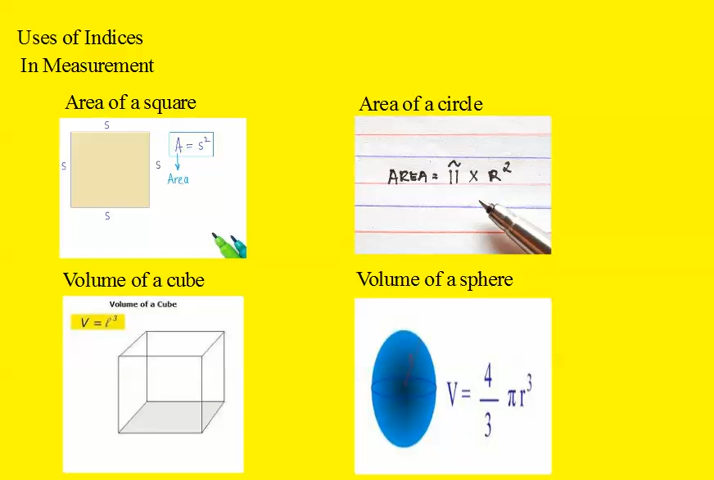 Uses of Indices
In Measurement
Area of a square
s
s
s
s
A = s²
Area
Area of a circle
AREA = π × R²
Volume of a cube
Volume of a Cube
V = ℓ³
Volume of a sphere
r
V = 4/3 πr³